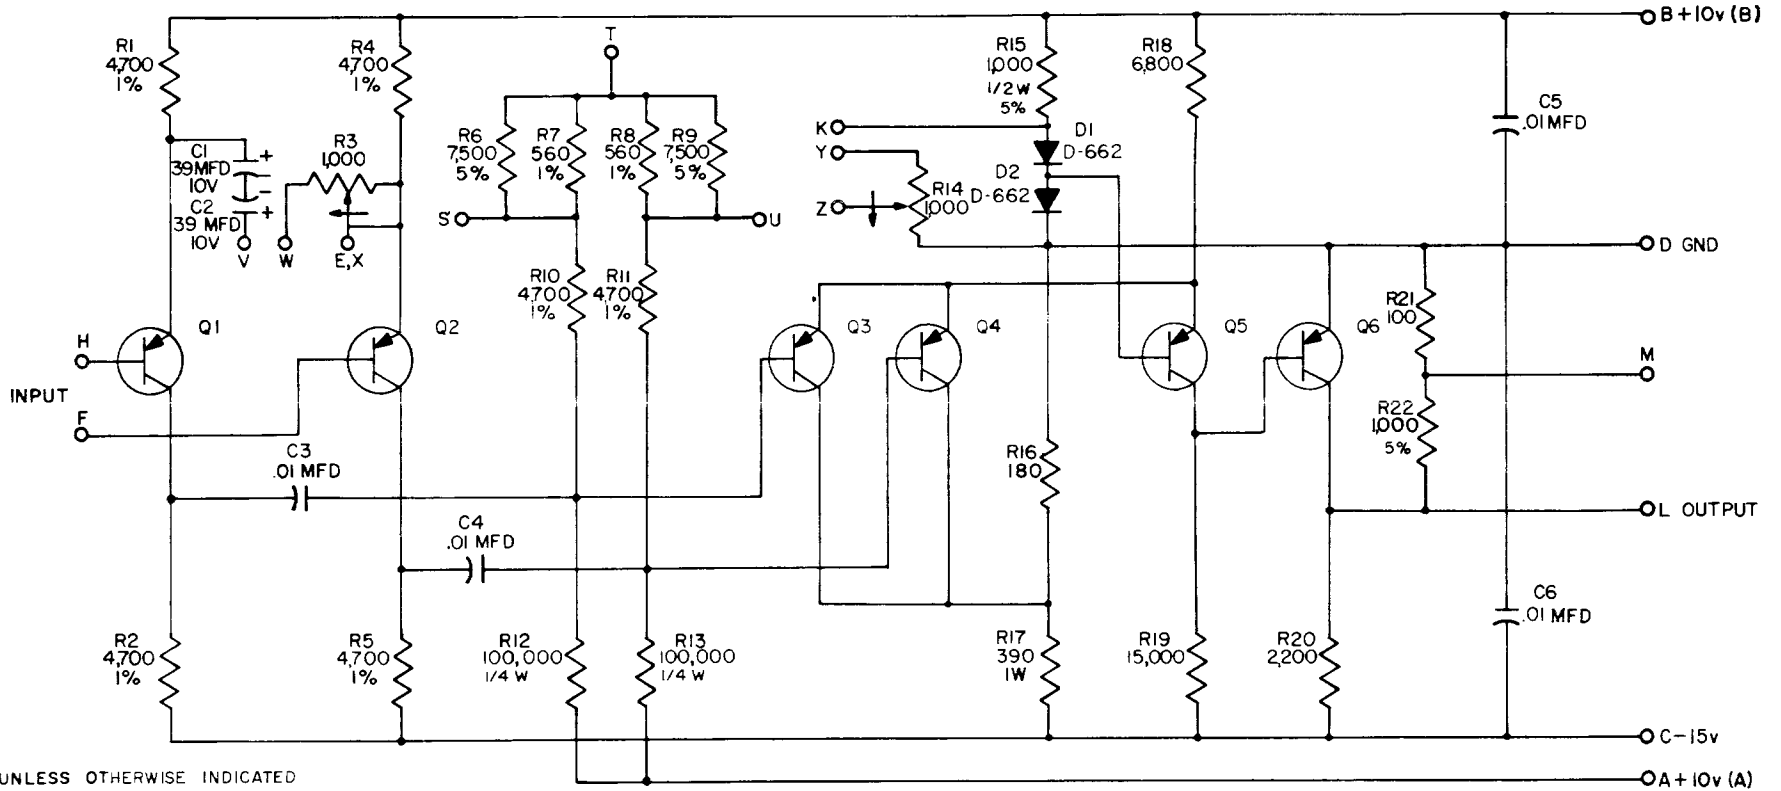 B+10v (B)
R1
4,700
1%
R4
4,700
1%
T
R15
1,000
1/2W
5%
R18
6,800
C5
.01MFD
R3
1,000
C1
39MFD
10V
+
−
C2
39 MFD
10V
+
V
W
E,X
R6
7,500
5%
R7
560
1%
R8
560
1%
R9
7,500
5%
S
U
K
Y
Z
R14
1,000
D1
D-662
D2
D-662
D GND
R10
4,700
1%
R11
4,700
1%
H
INPUT
F
Q1
Q2
Q3
Q4
Q5
Q6
R21
100
M
R22
1,000
5%
C3
.01 MFD
C4
.01 MFD
R16
180
L OUTPUT
C6
.01 MFD
R2
4,700
1%
R5
4,700
1%
R12
100,000
1/4 W
R13
100,000
1/4 W
R17
390
1W
R19
15,000
R20
2,200
C-15v
UNLESS OTHERWISE INDICATED
A+10v (A)